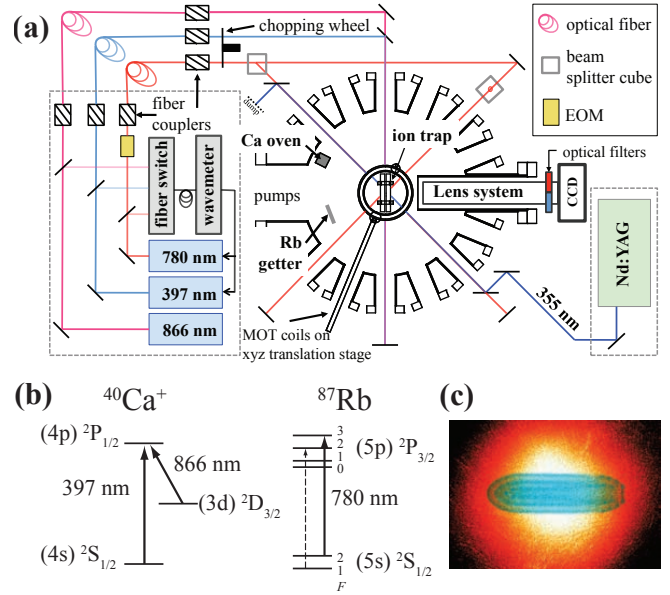 (a)
chopping wheel
fiber
couplers
fiber switch
wavemeter
780 nm
397 nm
866 nm
dump
Ca oven
ion trap
pumps
Rb
getter
MOT coils on
xyz translation stage
Lens system
optical filters
CCD
355 nm
Nd:YAG
optical fiber
beam
splitter cube
EOM
(b)
⁴⁰Ca⁺
(4p) ²P₁/₂
866 nm
397 nm
(3d) ²D₃/₂
(4s) ²S₁/₂
⁸⁷Rb
3
2
1
0
(5p) ²P₃/₂
780 nm
2
1
F
(5s) ²S₁/₂
(c)